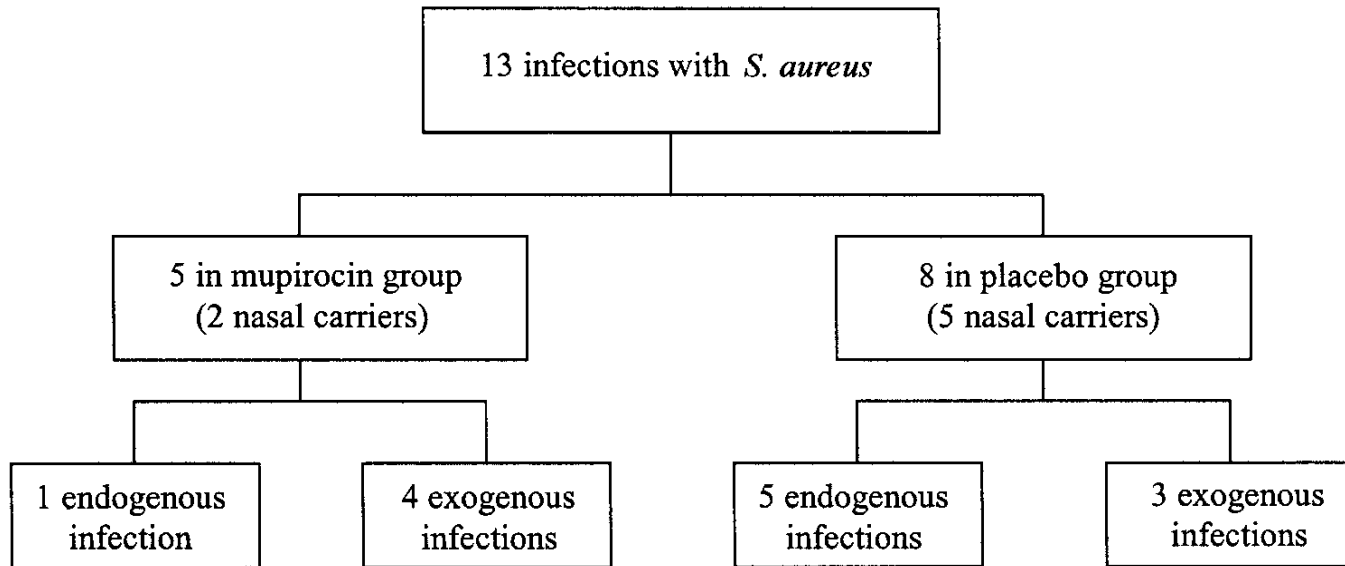 13 infections with S. aureus
5 in mupirocin group
(2 nasal carriers)
8 in placebo group
(5 nasal carriers)
1 endogenous
infection
4 exogenous
infections
5 endogenous
infections
3 exogenous
infections